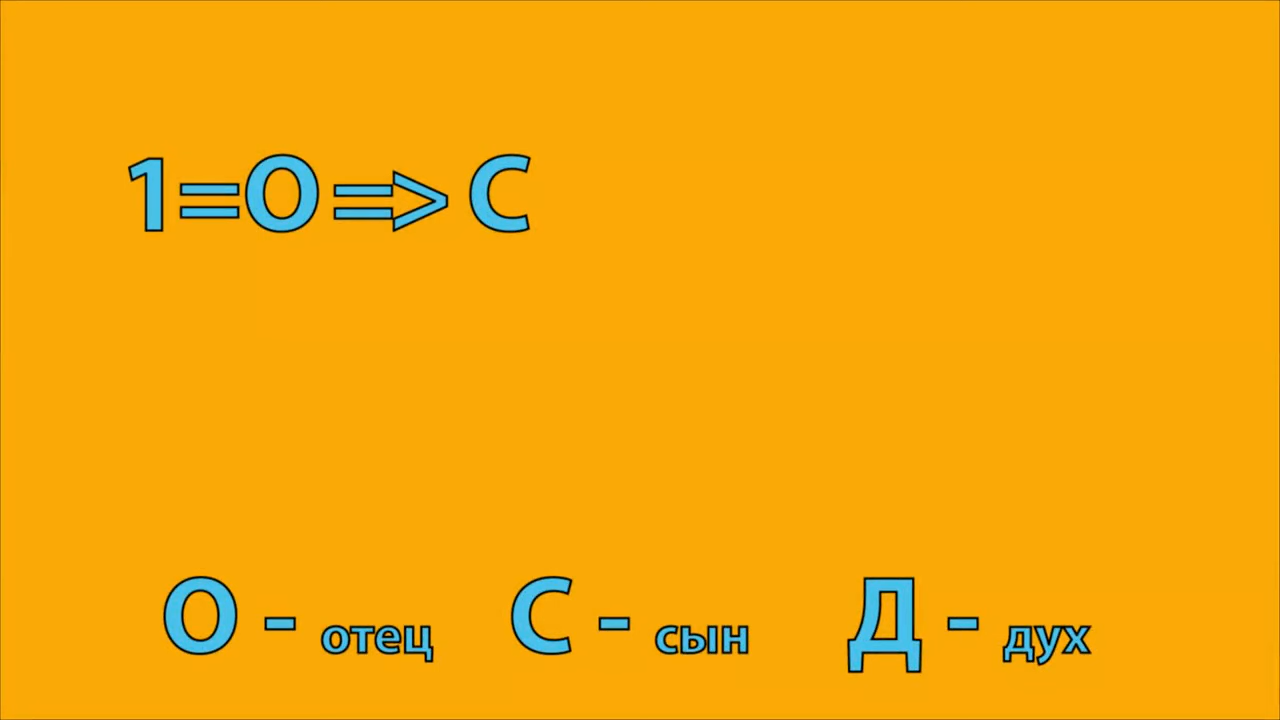 1=О=> С
О - отец С - сын Д - дух